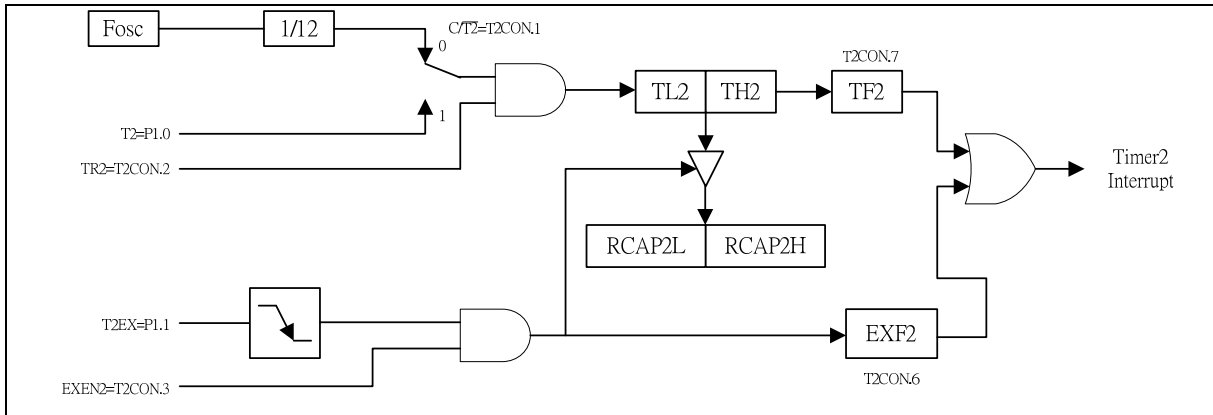 Fosc
1/12
C/T2=T2CON.1
0
1
T2=P1.0
TR2=T2CON.2
TL2
TH2
T2CON.7
TF2
Timer2
Interrupt
RCAP2L
RCAP2H
T2EX=P1.1
EXEN2=T2CON.3
EXF2
T2CON.6